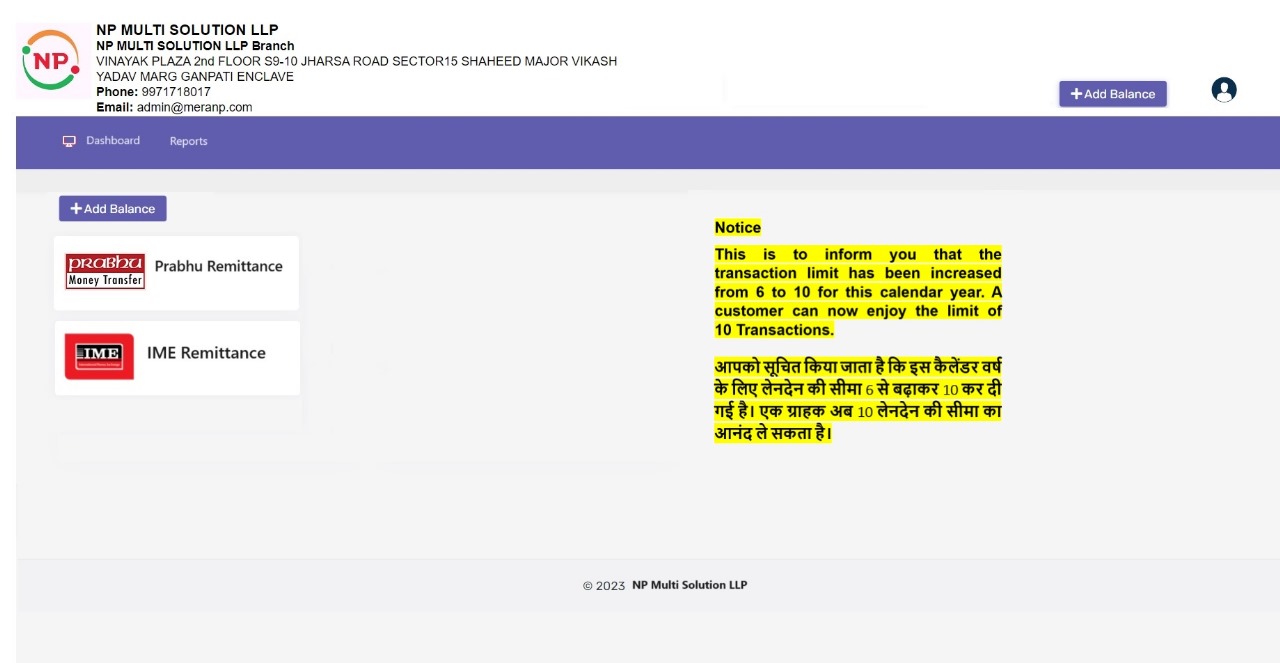 NP
NP MULTI SOLUTION LLP
NP MULTI SOLUTION LLP Branch
VINAYAK PLAZA 2nd FLOOR S9-10 JHARSA ROAD SECTOR15 SHAHEED MAJOR VIKASH
YADAV MARG GANPATI ENCLAVE
Phone: 9971718017
Email: admin@meranp.com
+Add Balance
Dashboard
Reports
+Add Balance
PRABHU
Money Transfer
Prabhu Remittance
IME
IME Remittance
Notice
This is to inform you that the
transaction limit has been increased
from 6 to 10 for this calendar year. A
customer can now enjoy the limit of
10 Transactions.
आपको सूचित किया जाता है कि इस कैलेंडर वर्ष
के लिए लेनदेन की सीमा 6 से बढ़ाकर 10 कर दी
गई है। एक ग्राहक अब 10 लेनदेन की सीमा का
आनंद ले सकता है।
© 2023 NP Multi Solution LLP